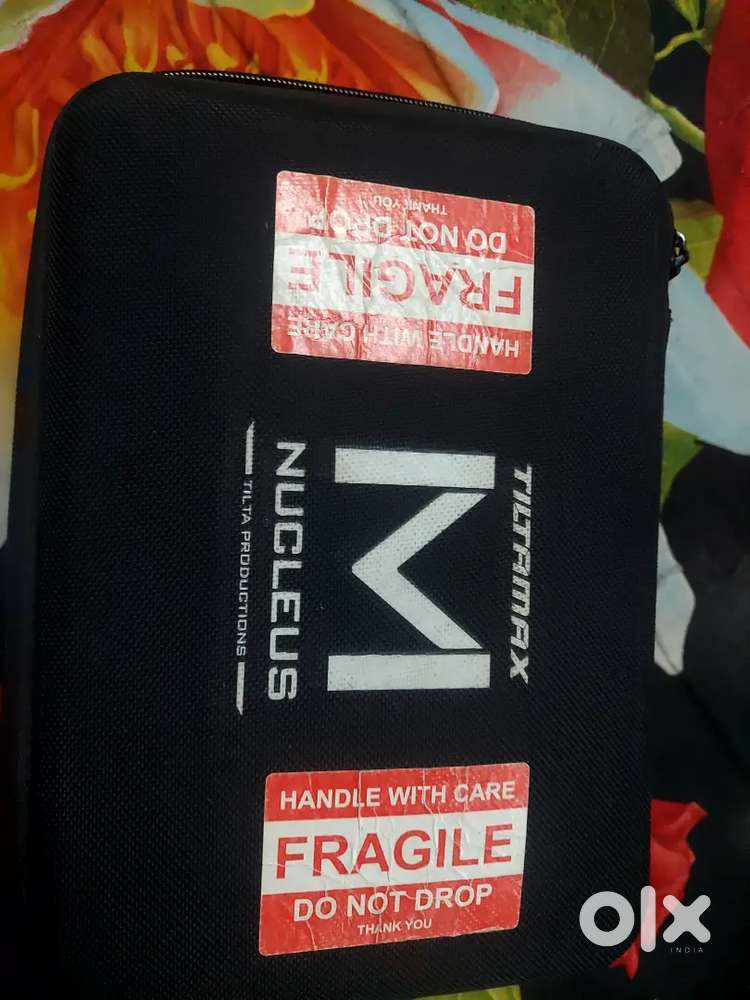 HANDLE WITH CARE
FRAGILE
DO NOT DROP
THANK YOU
TILTAMAX
M
NUCLEUS
TILTA PRODUCTIONS
HANDLE WITH CARE
FRAGILE
DO NOT DROP
THANK YOU
olx
INDIA